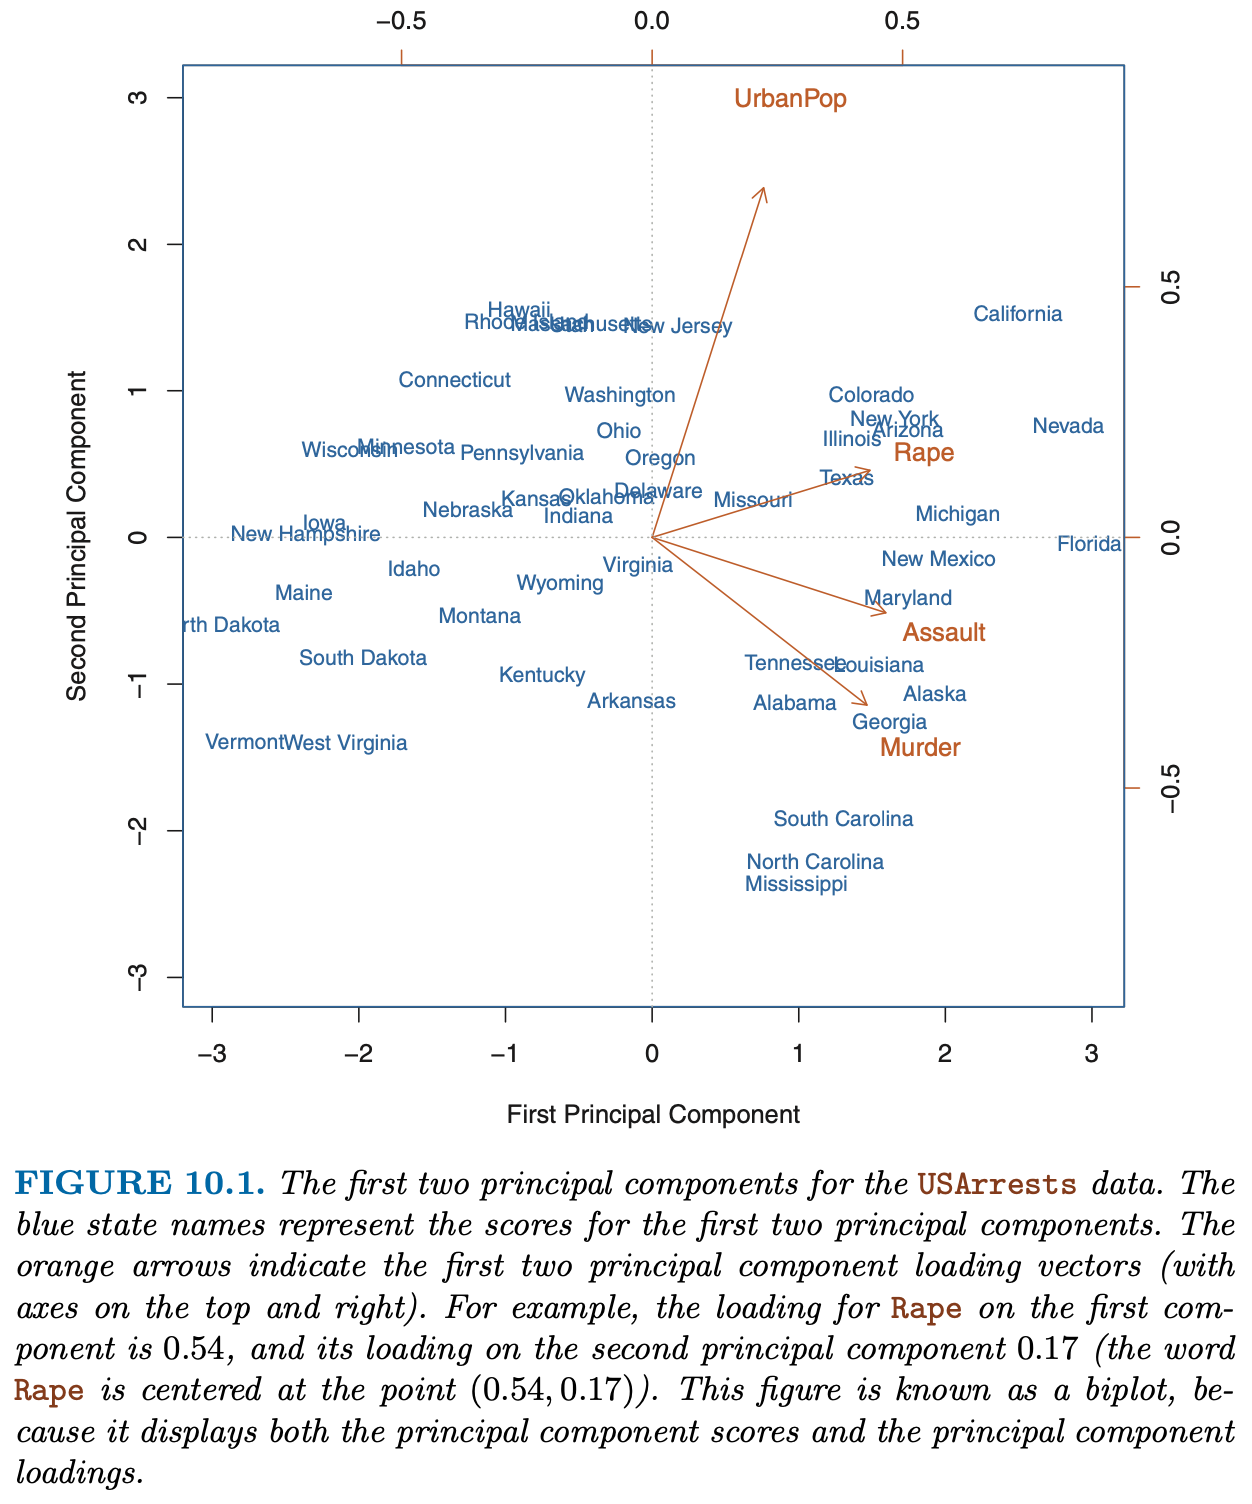 −0.5 0.0 0.5
3
UrbanPop
2
0.5
Hawaii
California
Rhode Island Massachusetts Utah New Jersey
Connecticut
1
Washington
Colorado
New York
Nevada
Ohio
Arizona
Illinois
Wisconsin Minnesota
Pennsylvania
Oregon
Rape
Texas
Delaware
Kansas Oklahoma
Missouri
Nebraska
Indiana
Michigan
Iowa
New Hampshire
0
0.0
Florida
New Mexico
Virginia
Idaho
Wyoming
Maine
Maryland
Montana
rth Dakota
Assault
South Dakota
Tennessee Louisiana
Kentucky
−1
Alaska
Arkansas
Alabama
Georgia
Vermont West Virginia
Murder
−0.5
South Carolina
−2
North Carolina
Mississippi
−3
Second Principal Component
−3 −2 −1 0 1 2 3
First Principal Component
FIGURE 10.1. The first two principal components for the USArrests data. The
blue state names represent the scores for the first two principal components. The
orange arrows indicate the first two principal component loading vectors (with
axes on the top and right). For example, the loading for Rape on the first com-
ponent is 0.54, and its loading on the second principal component 0.17 (the word
Rape is centered at the point (0.54, 0.17)). This figure is known as a biplot, be-
cause it displays both the principal component scores and the principal component
loadings.